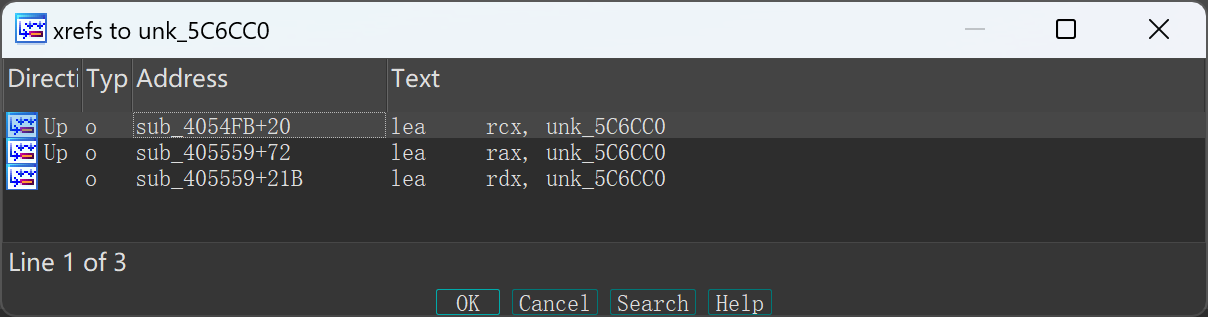 xrefs to unk_5C6CC0
Directi Typ Address Text
Up o sub_4054FB+20 lea rcx, unk_5C6CC0
Up o sub_405559+72 lea rax, unk_5C6CC0
o sub_405559+21B lea rdx, unk_5C6CC0
Line 1 of 3
OK Cancel Search Help